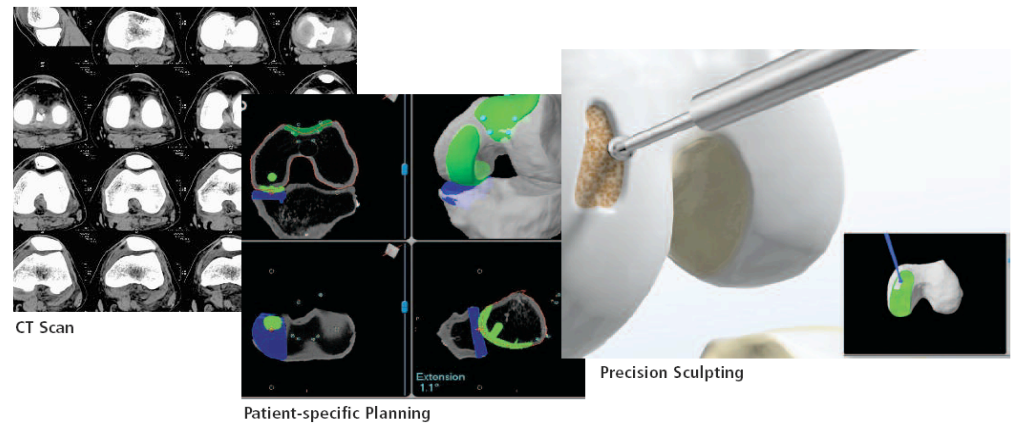 CT Scan
Extension
1.1°
Patient-specific Planning
Precision Sculpting